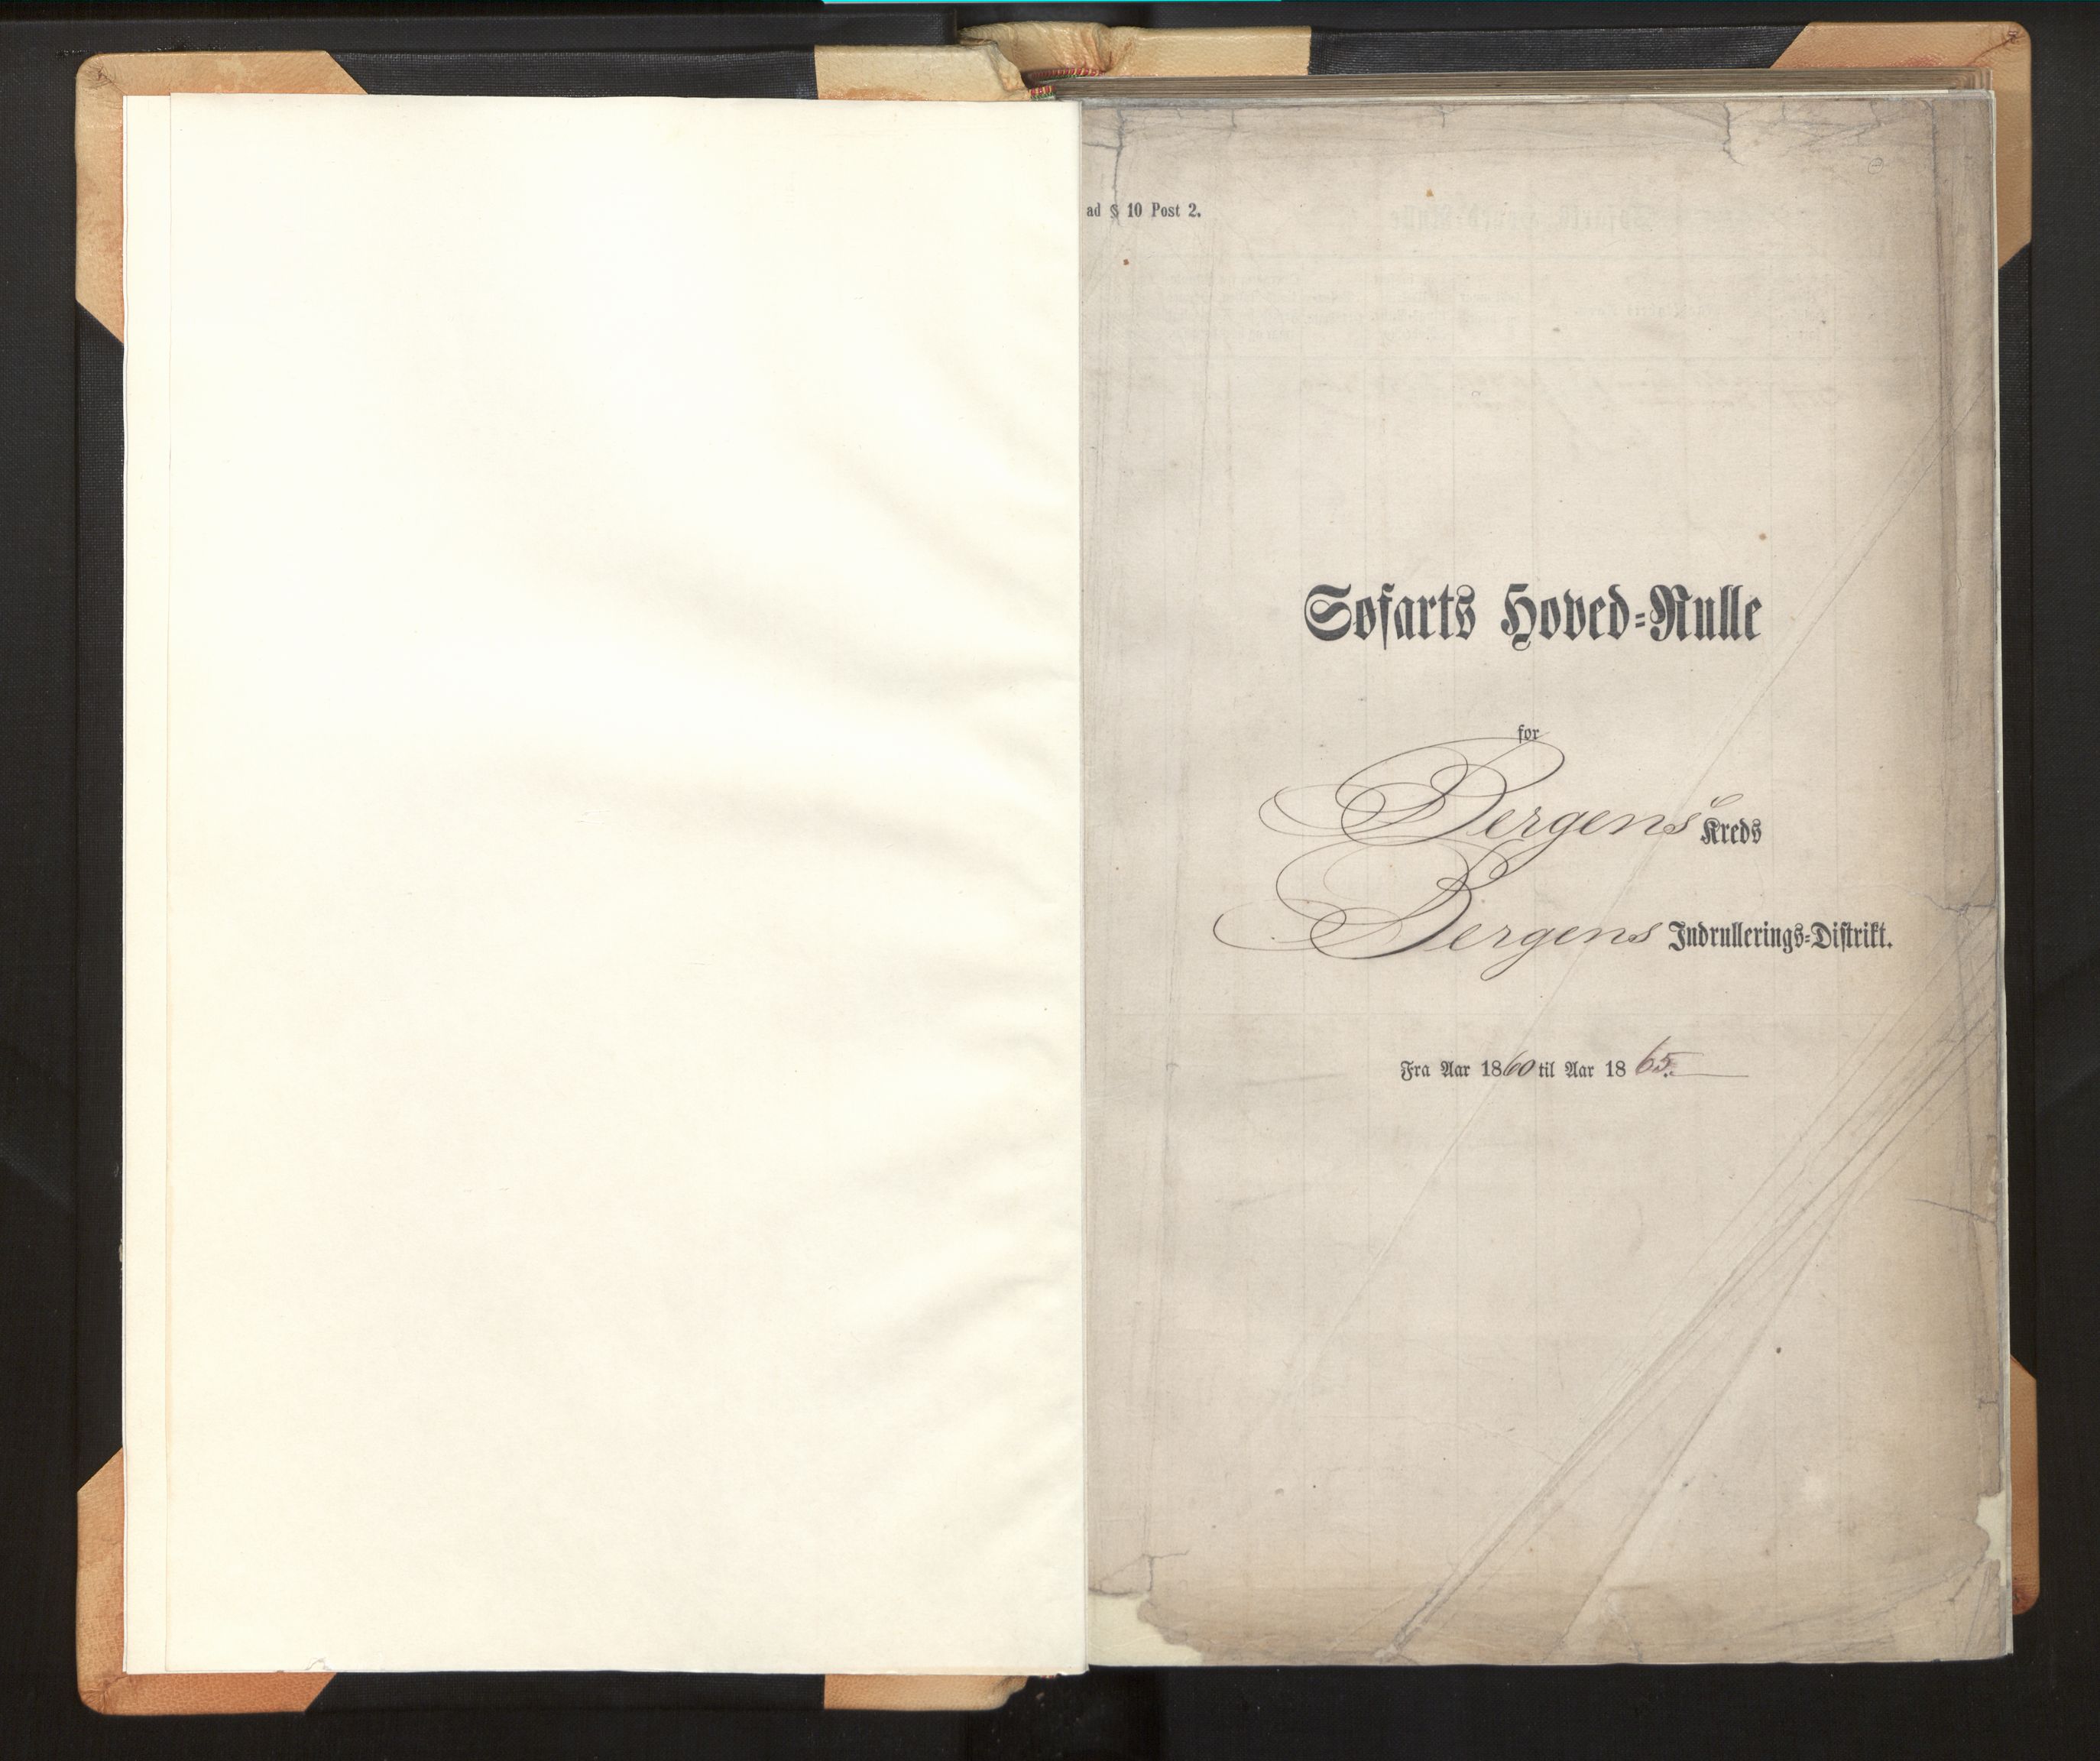 ad § 10 Post 2.
Søfarts Hoved-Rulle
for
Bergens Kreds
Bergens Indrullerings-Distrikt.
Fra Aar 1860 til Aar 1865.